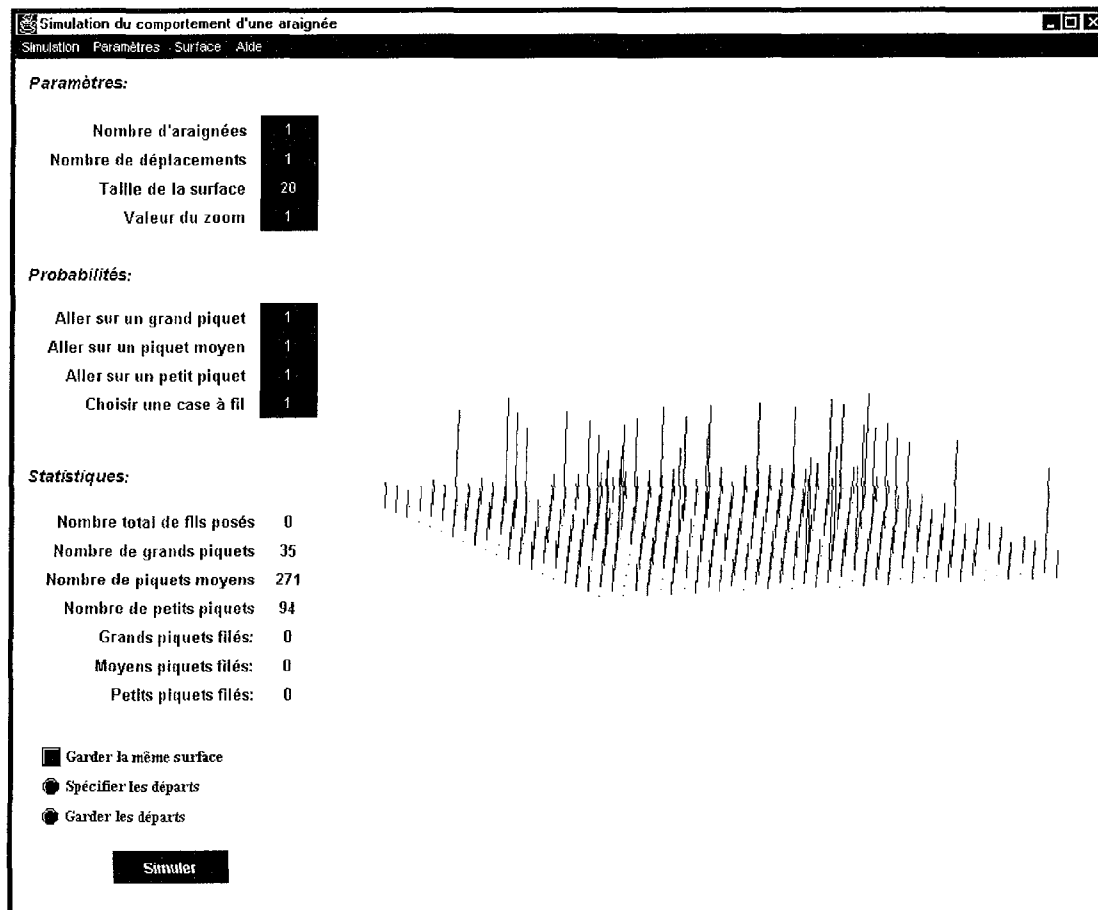 Simulation du comportement d'une araignée
Simulation Paramètres Surface Aide
Paramètres:
Nombre d'araignées 1
Nombre de déplacements 1
Taille de la surface 20
Valeur du zoom 1
Probabilités:
Aller sur un grand piquet 1
Aller sur un piquet moyen 1
Aller sur un petit piquet 1
Choisir une case à fil 1
Statistiques:
Nombre total de fils posés 0
Nombre de grands piquets 35
Nombre de piquets moyens 271
Nombre de petits piquets 94
Grands piquets filés: 0
Moyens piquets filés: 0
Petits piquets filés: 0
Garder la même surface
Spécifier les départs
Garder les départs
Simuler